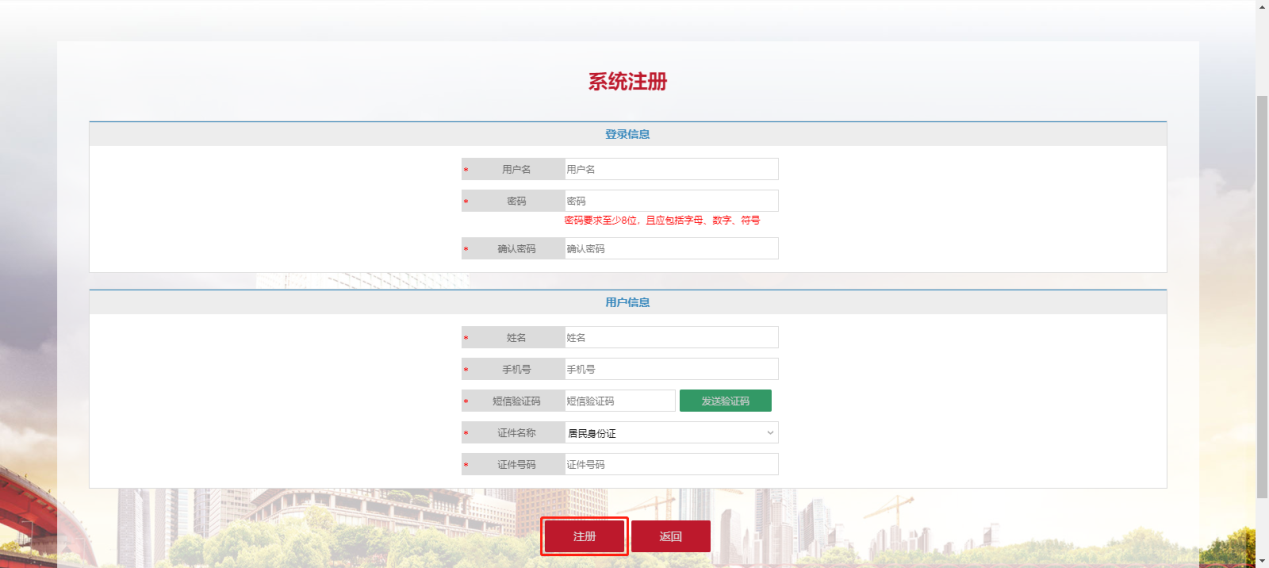 系统注册
登录信息
* 用户名 用户名
* 密码 密码
密码要求至少8位，且应包括字母、数字、符号
* 确认密码 确认密码
用户信息
* 姓名 姓名
* 手机号 手机号
* 短信验证码 短信验证码 发送验证码
* 证件名称 居民身份证
* 证件号码 证件号码
注册 返回